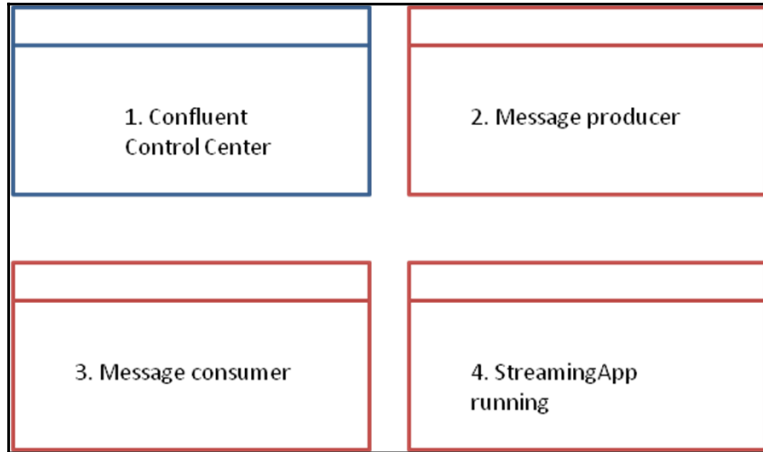 1. Confluent
Control Center
2. Message producer
3. Message consumer
4. StreamingApp
running